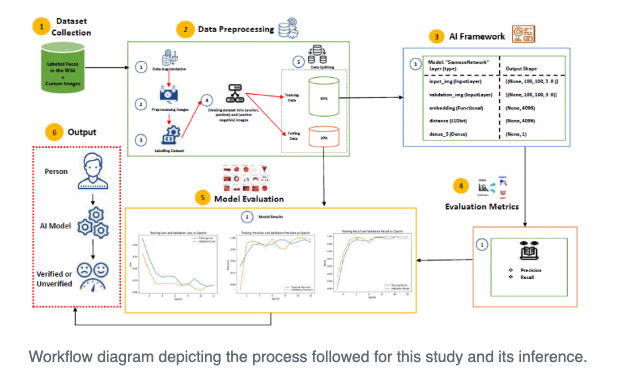 1 Dataset Collection
Labeled Faces
in the Wild
+
Custom Images
2 Data Preprocessing
1
Data Augmentation
2
Preprocessing Images
3
Labelling Dataset
4
Dividing dataset into (anchor,
positive) and (anchor
negative) images
5
Data Splitting
Training
Data
80%
Testing
Data
20%
3 AI Framework
1
Model: "SiameseNetwork"
Layer (type) Output Shape
input_img (InputLayer) [(None, 100, 100, 3 0 )]
validation_img (InputLayer) [(None, 100, 100, 3 0)]
embedding (Functional) (None, 4096)
distance (L1Dist) (None, 4096)
dense_5 (Dense) (None, 1)
4
Evaluation Metrics
1
Precision
Recall
5 Model Evaluation
1 Model Results
Training Loss and Validation Loss vs Epochs
Training Precision and Validation Precision vs Epochs
Training Recall and Validation Recall vs Epochs
6 Output
Person
AI Model
Verified or
Unverified
Workflow diagram depicting the process followed for this study and its inference.